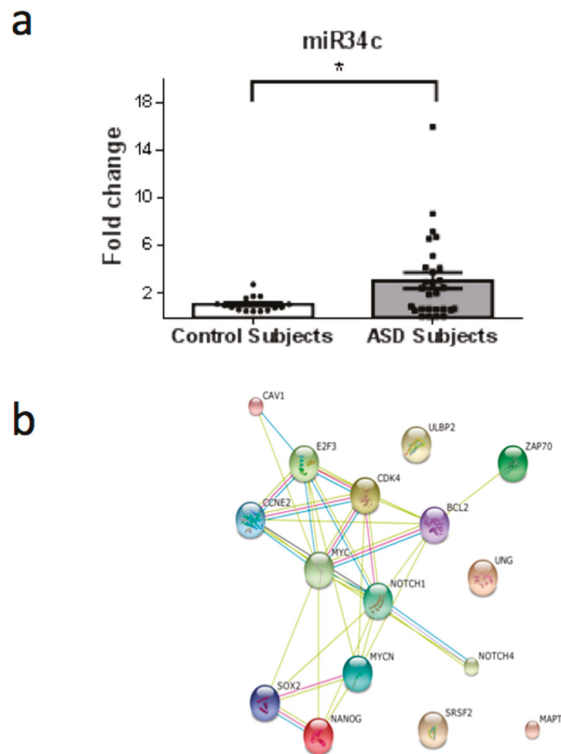 a
miR34c
*
18
14
10
6
2
Fold change
Control Subjects
ASD Subjects
b
CAV1
E2F3
ULBP2
ZAP70
CDK4
CCNE2
BCL2
MYC
UNG
NOTCH1
NOTCH4
MYCN
SOX2
NANOG
SRSF2
MAPT